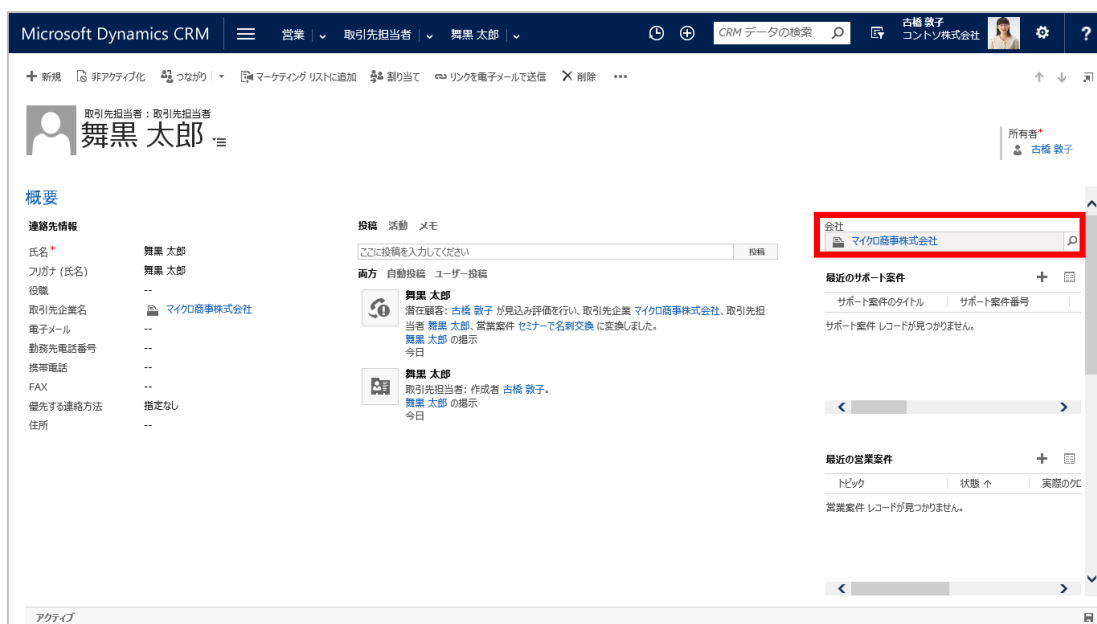 Microsoft Dynamics CRM 営業 取引先担当者 舞黒 太郎 CRM データの検索 古橋 敦子 コントソ株式会社 ?
新規 非アクティブ化 つながり マーケティング リストに追加 割り当て リンクを電子メールで送信 削除 •••
取引先担当者 : 取引先担当者
舞黒 太郎
所有者*
古橋 敦子
概要
連絡先情報
氏名* 舞黒 太郎
フリガナ (氏名) 舞黒 太郎
役職 --
取引先企業名 マイクロ商事株式会社
電子メール --
勤務先電話番号 --
携帯電話 --
FAX --
優先する連絡方法 指定なし
住所 --
投稿 活動 メモ
ここに投稿を入力してください 投稿
両方 自動投稿 ユーザー投稿
舞黒 太郎
潜在顧客: 古橋 敦子 が見込み評価を行い、取引先企業 マイクロ商事株式会社、取引先担
当者 舞黒 太郎、営業案件 セミナーで名刺交換 に変換しました。
舞黒 太郎 の掲示
今日
舞黒 太郎
取引先担当者: 作成者 古橋 敦子。
舞黒 太郎 の掲示
今日
会社
マイクロ商事株式会社
最近のサポート案件
サポート案件のタイトル サポート案件番号
サポート案件 レコードが見つかりません。
最近の営業案件
トピック 状態 ↑ 実際のクロ
営業案件 レコードが見つかりません。
アクティブ